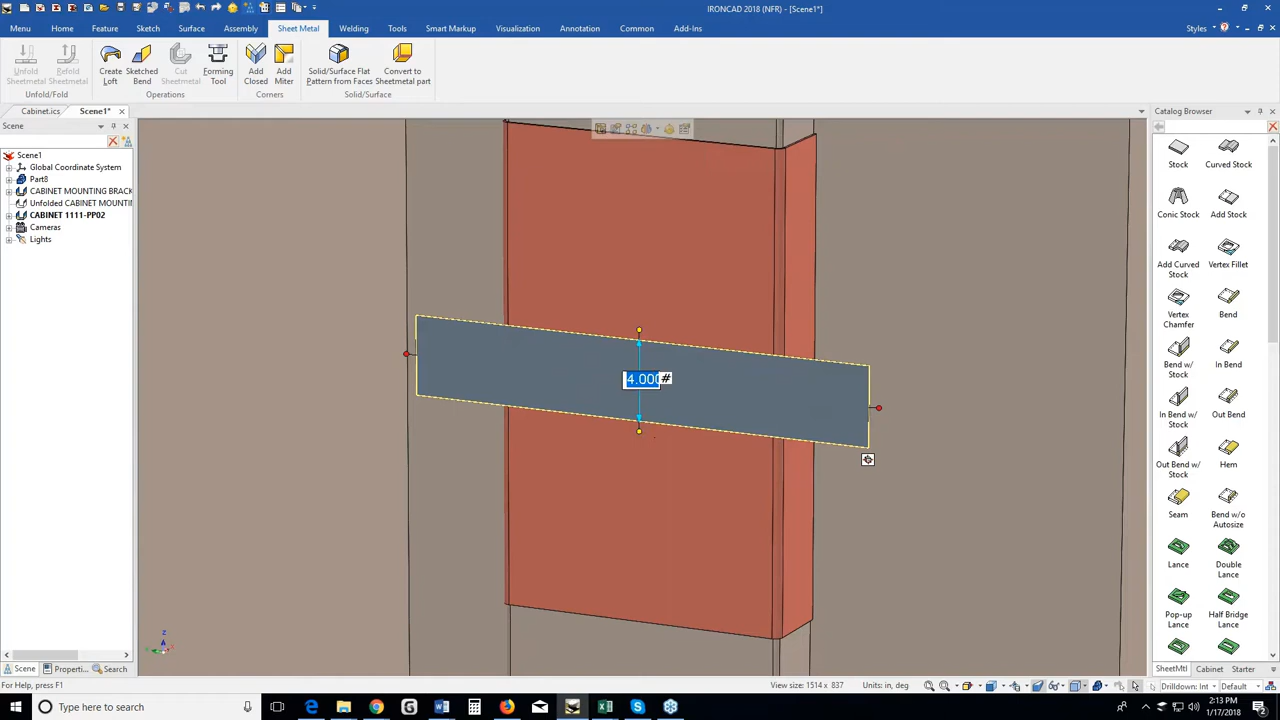 IRONCAD 2018 (NFR) - [Scene1*]
Menu Home Feature Sketch Surface Assembly Sheet Metal Welding Tools Smart Markup Visualization Annotation Common Add-Ins Styles
Unfold Sheetmetal
Refold Sheetmetal
Create Loft
Sketched Bend
Cut Sheetmetal
Forming Tool
Add Closed
Add Miter
Solid/Surface Flat Pattern from Faces
Convert to Sheetmetal part
Unfold/Fold
Operations
Corners
Solid/Surface
Cabinet.ics Scene1*
Scene
Scene1
Global Coordinate System
Part8
CABINET MOUNTING BRACK
Unfolded CABINET MOUNTIN
CABINET 1111-PP02
Cameras
Lights
4.000 #
Z
Catalog Browser
Stock
Curved Stock
Conic Stock
Add Stock
Add Curved Stock
Vertex Fillet
Vertex Chamfer
Bend
Bend w/ Stock
In Bend
In Bend w/ Stock
Out Bend
Out Bend w/ Stock
Hem
Seam
Bend w/o Autosize
Lance
Double Lance
Pop-up Lance
Half Bridge Lance
Scene Properti... Search
SheetMtl Cabinet Starter
For Help, press F1
View size: 1514 x 837
Units: in, deg
Drilldown: Int
Default
Type here to search
2:13 PM
1/17/2018